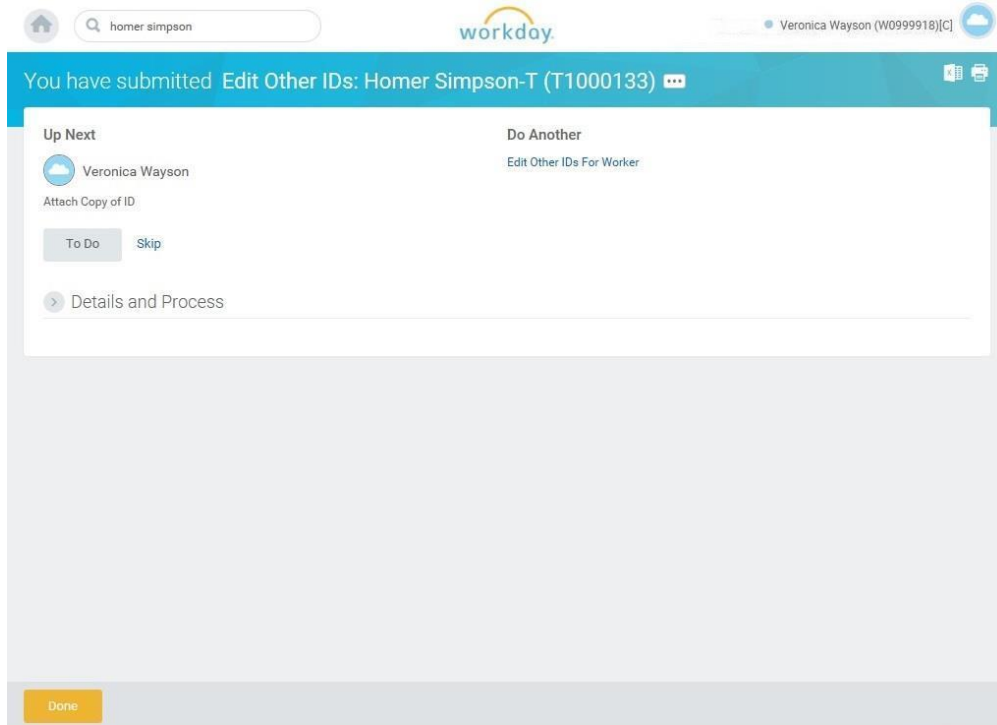 homer simpson
workday.
Veronica Wayson (W0999918)[C]
You have submitted Edit Other IDs: Homer Simpson-T (T1000133)
Up Next
Do Another
Veronica Wayson
Edit Other IDs For Worker
Attach Copy of ID
To Do
Skip
Details and Process
Done